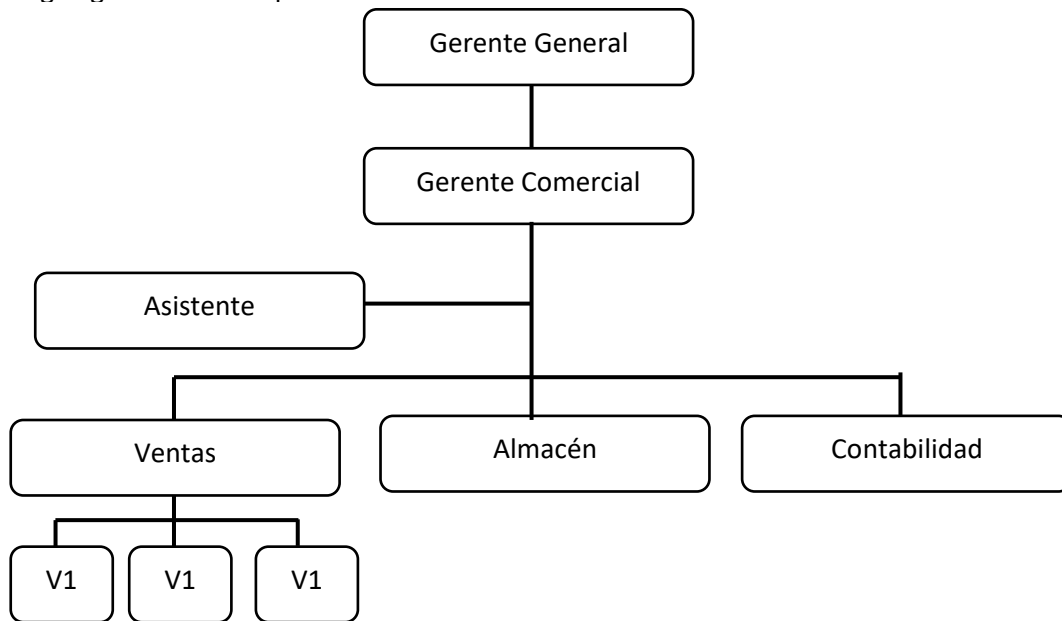 Gerente General
Gerente Comercial
Asistente
Ventas
Almacén
Contabilidad
V1
V1
V1